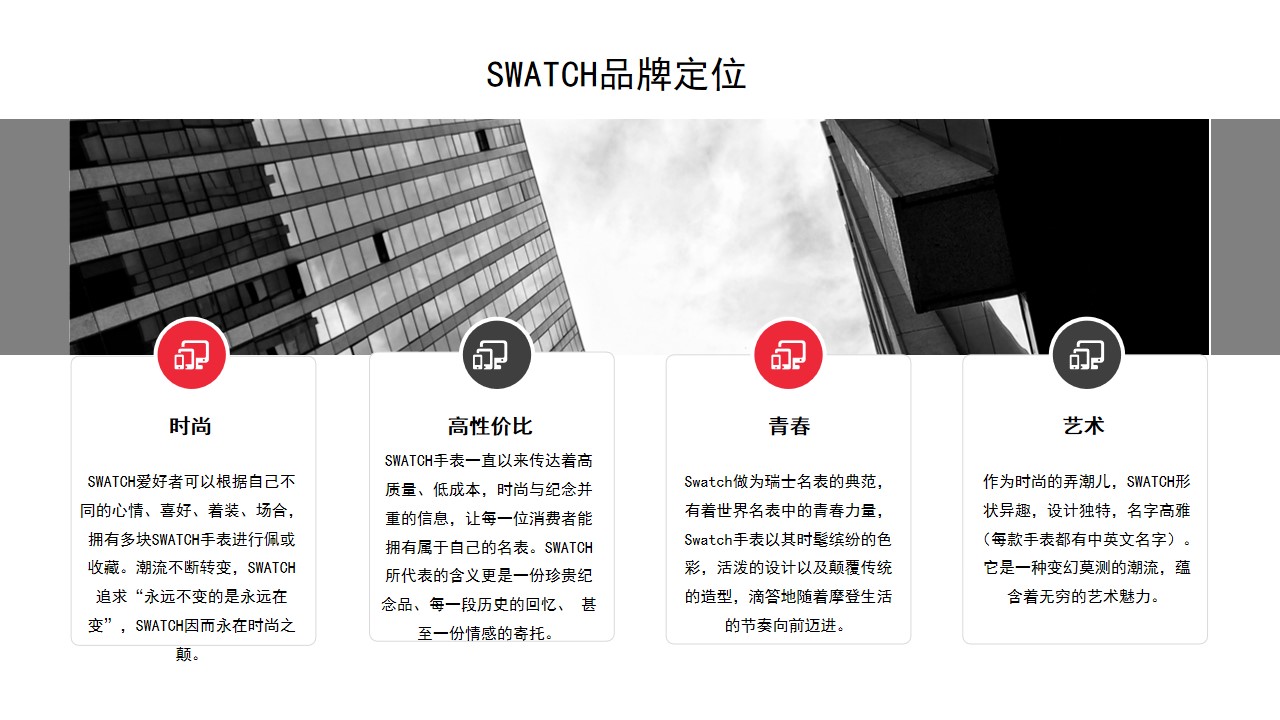 SWATCH品牌定位
时尚
SWATCH爱好者可以根据自己不
同的心情、喜好、着装、场合，
拥有多块SWATCH手表进行佩或
收藏。潮流不断转变，SWATCH
追求“永远不变的是永远在
变”，SWATCH因而永在时尚之
颠。
高性价比
SWATCH手表一直以来传达着高
质量、低成本，时尚与纪念并
重的信息，让每一位消费者能
拥有属于自己的名表。SWATCH
所代表的含义更是一份珍贵纪
念品、每一段历史的回忆、 甚
至一份情感的寄托。
青春
Swatch做为瑞士名表的典范，
有着世界名表中的青春力量，
Swatch手表以其时髦缤纷的色
彩，活泼的设计以及颠覆传统
的造型，滴答地随着摩登生活
的节奏向前迈进。
艺术
作为时尚的弄潮儿，SWATCH形
状异趣，设计独特，名字高雅
（每款手表都有中英文名字）。
它是一种变幻莫测的潮流，蕴
含着无穷的艺术魅力。